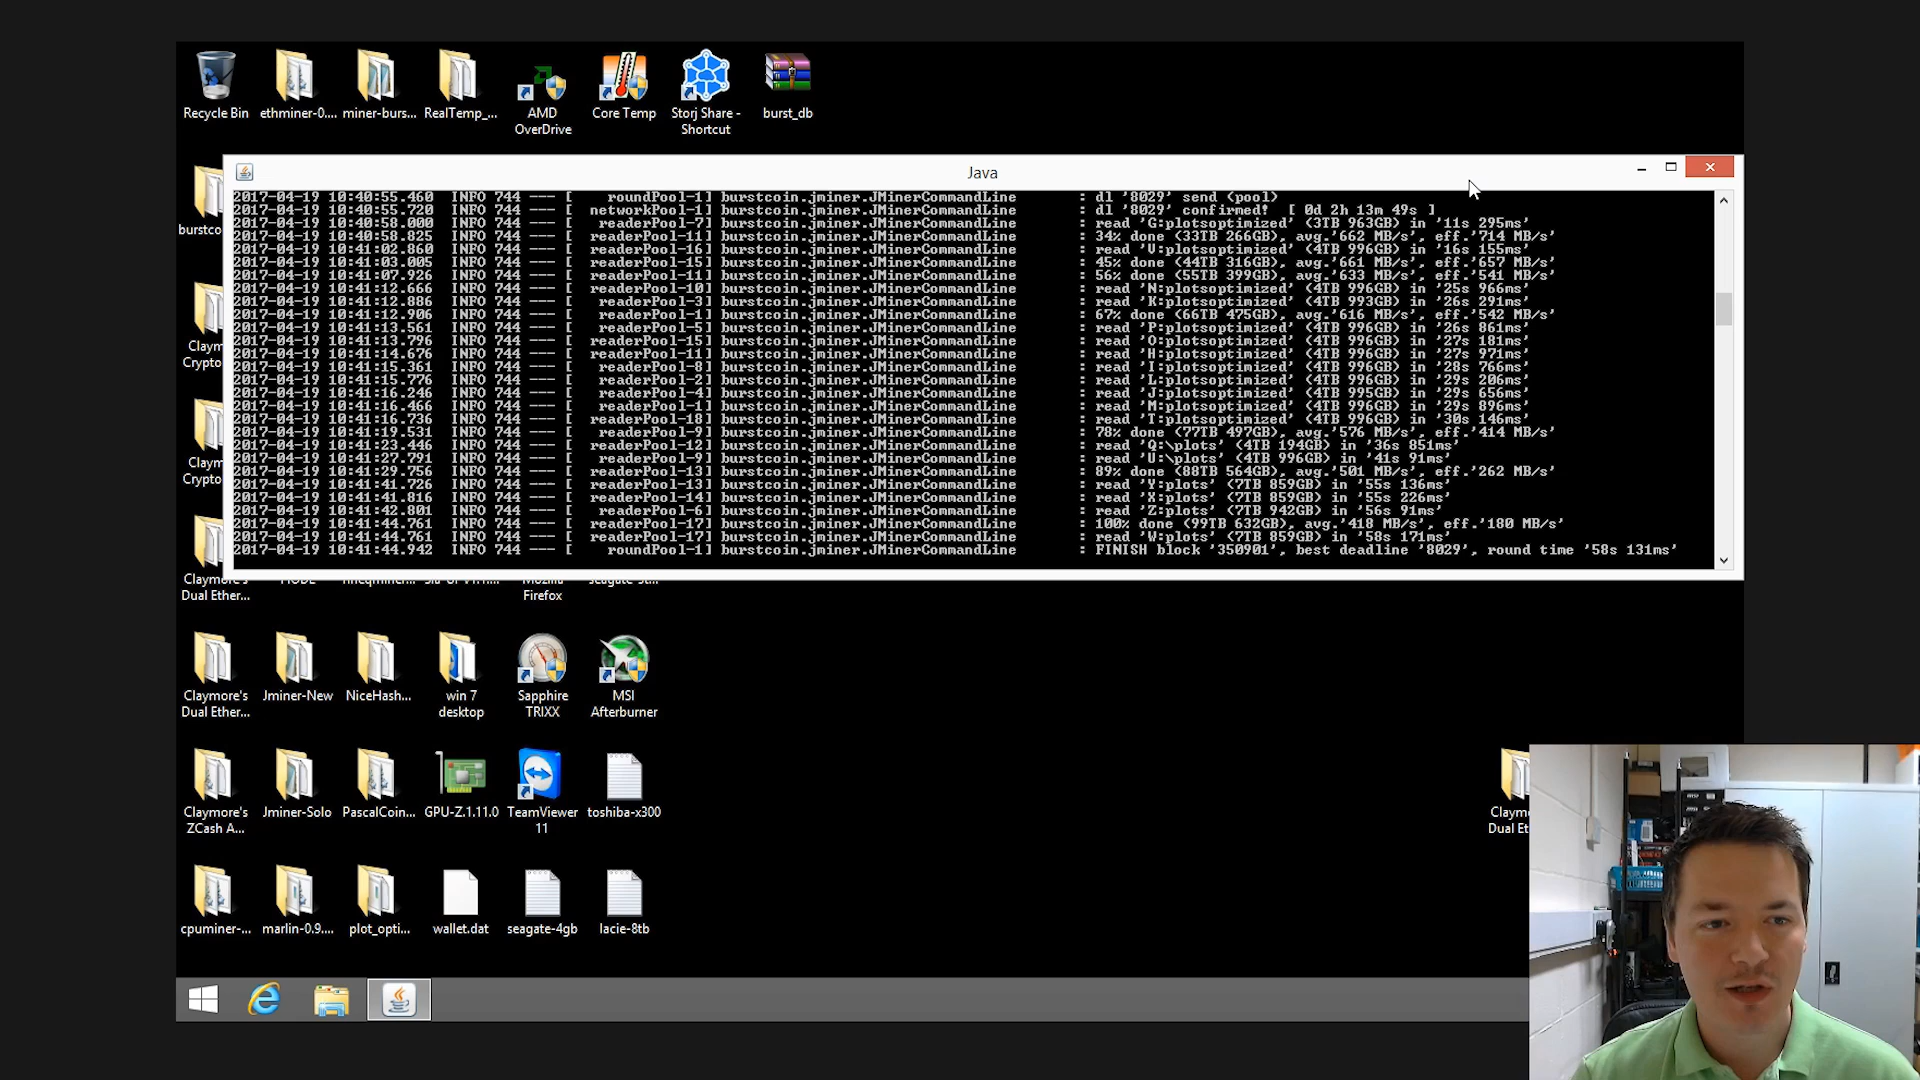 Recycle Bin
ethminer-0....
miner-burs...
RealTemp_...
AMD
OverDrive
Core Temp
Storj Share -
Shortcut
burst_db
Java
2017-04-19 10:40:55.460 INFO 744 --- [ roundPool-1] burstcoin.jminer.JMinerCommandLine : dl '8029' send (pool)
2017-04-19 10:40:55.720 INFO 744 --- [ networkPool-1] burstcoin.jminer.JMinerCommandLine : dl '8029' confirmed! [ 0d 2h 13m 49s ]
2017-04-19 10:40:58.000 INFO 744 --- [ readerPool-7] burstcoin.jminer.JMinerCommandLine : read 'G:plotsoptimized' (3TB 963GB) in '11s 295ms'
2017-04-19 10:40:58.825 INFO 744 --- [ readerPool-11] burstcoin.jminer.JMinerCommandLine : 34% done (33TB 266GB), avg.'662 MB/s', eff.'714 MB/s'
2017-04-19 10:41:02.860 INFO 744 --- [ readerPool-16] burstcoin.jminer.JMinerCommandLine : read 'V:plotsoptimized' (4TB 996GB) in '16s 155ms'
2017-04-19 10:41:03.005 INFO 744 --- [ readerPool-15] burstcoin.jminer.JMinerCommandLine : 45% done (44TB 316GB), avg.'661 MB/s', eff.'657 MB/s'
2017-04-19 10:41:07.926 INFO 744 --- [ readerPool-11] burstcoin.jminer.JMinerCommandLine : 56% done (55TB 399GB), avg.'633 MB/s', eff.'541 MB/s'
2017-04-19 10:41:12.666 INFO 744 --- [ readerPool-10] burstcoin.jminer.JMinerCommandLine : read 'N:plotsoptimized' (4TB 996GB) in '25s 966ms'
2017-04-19 10:41:12.886 INFO 744 --- [ readerPool-3] burstcoin.jminer.JMinerCommandLine : read 'K:plotsoptimized' (4TB 993GB) in '26s 291ms'
2017-04-19 10:41:12.906 INFO 744 --- [ readerPool-1] burstcoin.jminer.JMinerCommandLine : 67% done (66TB 475GB), avg.'616 MB/s', eff.'542 MB/s'
2017-04-19 10:41:13.561 INFO 744 --- [ readerPool-5] burstcoin.jminer.JMinerCommandLine : read 'P:plotsoptimized' (4TB 996GB) in '26s 861ms'
2017-04-19 10:41:13.796 INFO 744 --- [ readerPool-15] burstcoin.jminer.JMinerCommandLine : read 'O:plotsoptimized' (4TB 996GB) in '27s 181ms'
2017-04-19 10:41:14.676 INFO 744 --- [ readerPool-11] burstcoin.jminer.JMinerCommandLine : read 'H:plotsoptimized' (4TB 996GB) in '27s 971ms'
2017-04-19 10:41:15.361 INFO 744 --- [ readerPool-8] burstcoin.jminer.JMinerCommandLine : read 'I:plotsoptimized' (4TB 996GB) in '28s 766ms'
2017-04-19 10:41:15.776 INFO 744 --- [ readerPool-2] burstcoin.jminer.JMinerCommandLine : read 'L:plotsoptimized' (4TB 996GB) in '29s 206ms'
2017-04-19 10:41:16.246 INFO 744 --- [ readerPool-4] burstcoin.jminer.JMinerCommandLine : read 'J:plotsoptimized' (4TB 995GB) in '29s 656ms'
2017-04-19 10:41:16.466 INFO 744 --- [ readerPool-1] burstcoin.jminer.JMinerCommandLine : read 'M:plotsoptimized' (4TB 996GB) in '29s 896ms'
2017-04-19 10:41:16.736 INFO 744 --- [ readerPool-18] burstcoin.jminer.JMinerCommandLine : read 'T:plotsoptimized' (4TB 996GB) in '30s 146ms'
2017-04-19 10:41:19.531 INFO 744 --- [ readerPool-9] burstcoin.jminer.JMinerCommandLine : 78% done (77TB 497GB), avg.'576 MB/s', eff.'414 MB/s'
2017-04-19 10:41:23.446 INFO 744 --- [ readerPool-12] burstcoin.jminer.JMinerCommandLine : read 'Q:\plots' (4TB 194GB) in '36s 851ms'
2017-04-19 10:41:27.791 INFO 744 --- [ readerPool-9] burstcoin.jminer.JMinerCommandLine : read 'U:\plots' (4TB 996GB) in '41s 91ms'
2017-04-19 10:41:29.756 INFO 744 --- [ readerPool-13] burstcoin.jminer.JMinerCommandLine : 89% done (88TB 564GB), avg.'501 MB/s', eff.'262 MB/s'
2017-04-19 10:41:41.726 INFO 744 --- [ readerPool-13] burstcoin.jminer.JMinerCommandLine : read 'Y:plots' (7TB 859GB) in '55s 136ms'
2017-04-19 10:41:41.816 INFO 744 --- [ readerPool-14] burstcoin.jminer.JMinerCommandLine : read 'X:plots' (7TB 859GB) in '55s 226ms'
2017-04-19 10:41:42.801 INFO 744 --- [ readerPool-6] burstcoin.jminer.JMinerCommandLine : read 'Z:plots' (7TB 942GB) in '56s 91ms'
2017-04-19 10:41:44.761 INFO 744 --- [ readerPool-17] burstcoin.jminer.JMinerCommandLine : 100% done (99TB 632GB), avg.'418 MB/s', eff.'180 MB/s'
2017-04-19 10:41:44.761 INFO 744 --- [ readerPool-17] burstcoin.jminer.JMinerCommandLine : read 'W:plots' (7TB 859GB) in '58s 171ms'
2017-04-19 10:41:44.942 INFO 744 --- [ roundPool-1] burstcoin.jminer.JMinerCommandLine : FINISH block '350901', best deadline '8029', round time '58s 131ms'
burstco
Claym
Crypto
Claym
Crypto
Claymore's
Dual Ether...
Mozilla
Firefox
Claymore's
Dual Ether...
Jminer-New
NiceHash...
win 7
desktop
Sapphire
TRIXX
MSI
Afterburner
Claymore's
ZCash A...
Jminer-Solo
PascalCoin...
GPU-Z.1.11.0
TeamViewer
11
toshiba-x300
Claym
Dual Et
cpuminer-...
marlin-0.9....
plot_opti...
wallet.dat
seagate-4gb
lacie-8tb